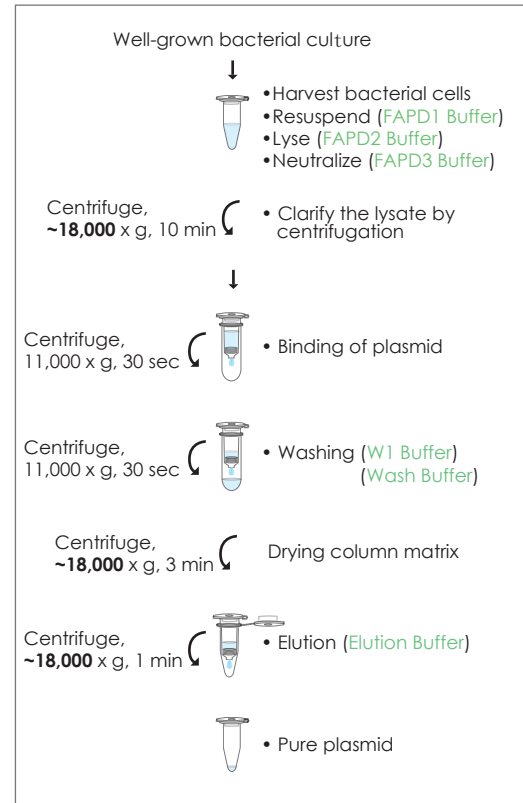 Well-grown bacterial culture
•Harvest bacterial cells
•Resuspend (FAPD1 Buffer)
•Lyse (FAPD2 Buffer)
•Neutralize (FAPD3 Buffer)
Centrifuge,
~18,000 x g, 10 min
• Clarify the lysate by
centrifugation
Centrifuge,
11,000 x g, 30 sec
• Binding of plasmid
Centrifuge,
11,000 x g, 30 sec
• Washing (W1 Buffer)
(Wash Buffer)
Centrifuge,
~18,000 x g, 3 min
Drying column matrix
Centrifuge,
~18,000 x g, 1 min
• Elution (Elution Buffer)
• Pure plasmid